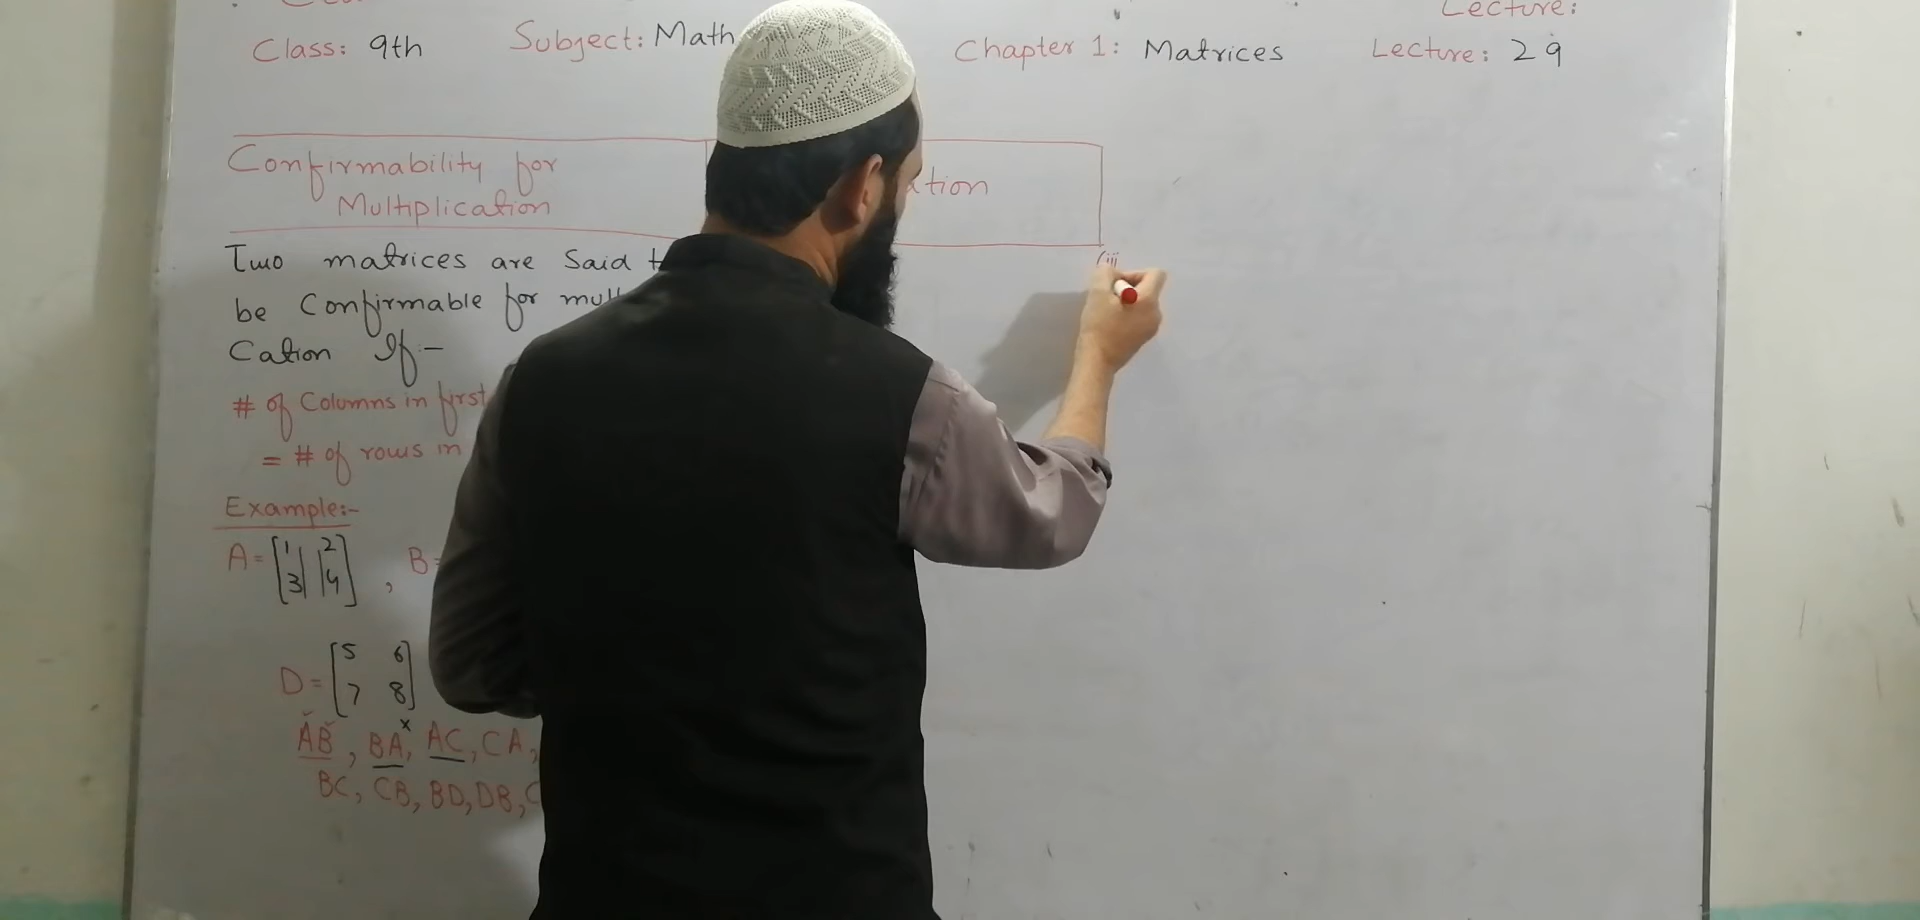 Lecture:
Class: 9th Subject: Math Chapter 1: Matrices Lecture: 29
Confirmability for
Multiplication
Two matrices are Said
be Confirmable for
Cation If:-
# of Columns in first
= # of rows in
Example:-
A = [1 2
3 4] , B =
D = [5 6
7 8]
AB, BA, AC, CA,
BC, CB, BD, DB,
(iii